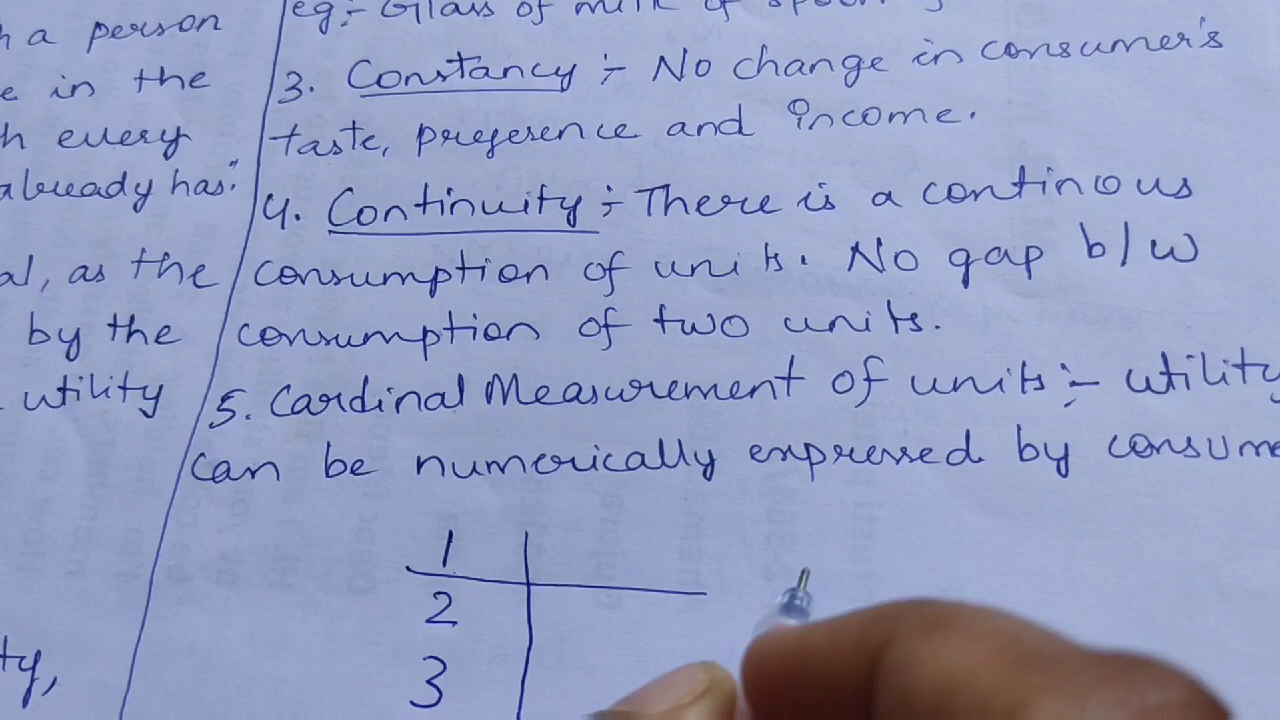 a person
in the
every
already has."
as the
by the
utility
ty,
eg:- Glass of milk
3. Constancy :- No change in consumer's
taste, preference and income.
4. Continuity :- There is a continous
consumption of units. No gap b/w
consumption of two units.
5. Cardinal Measurement of units :- utility
can be numerically expressed by consume
1
2
3